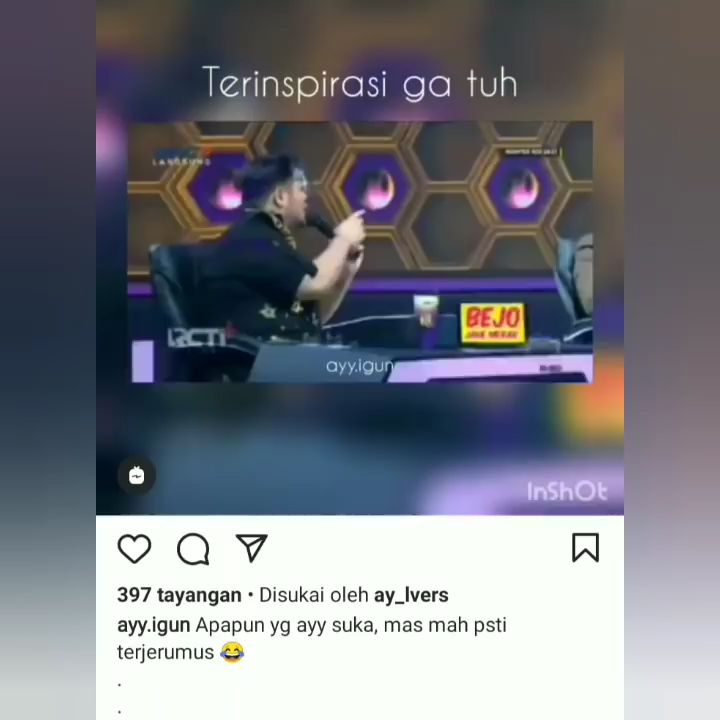 Terinspirasi ga tuh
LANGSUNG
BEJO
RCTI
ayy.igun
InShOt
397 tayangan • Disukai oleh ay_lvers
ayy.igun Apapun yg ayy suka, mas mah psti
terjerumus 😂
.
.